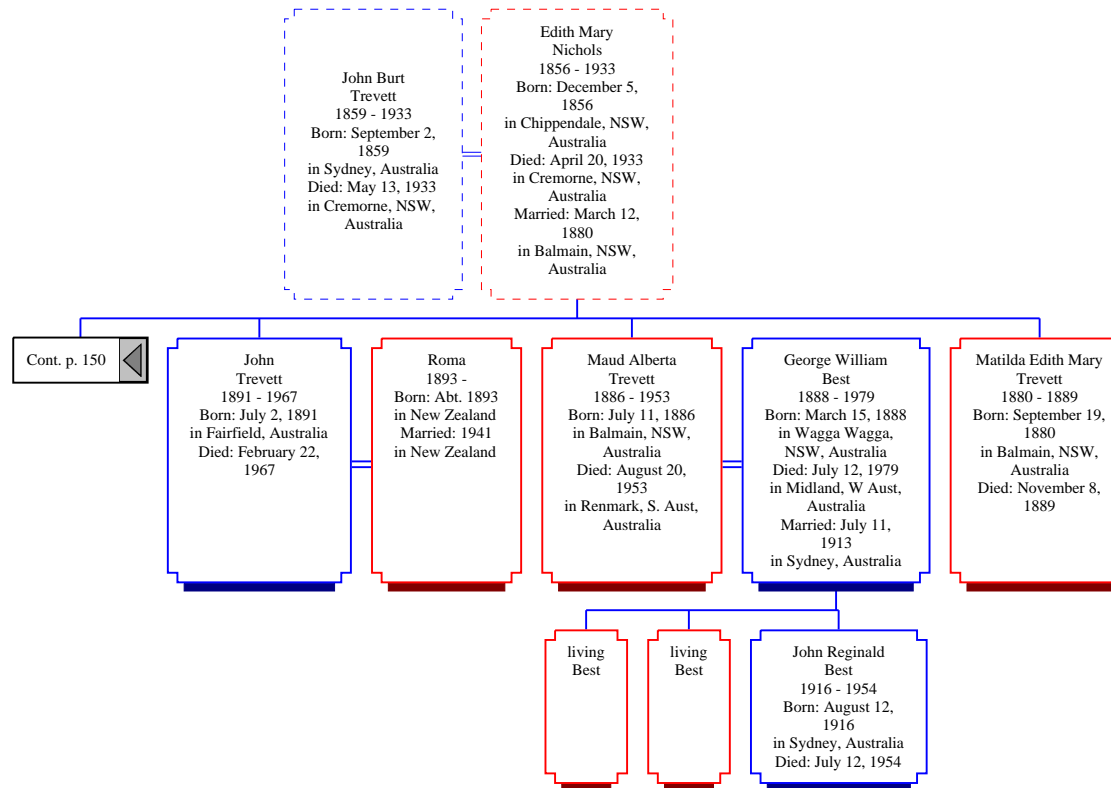 John Burt
Trevett
1859 - 1933
Born: September 2,
1859
in Sydney, Australia
Died: May 13, 1933
in Cremorne, NSW,
Australia
Edith Mary
Nichols
1856 - 1933
Born: December 5,
1856
in Chippendale, NSW,
Australia
Died: April 20, 1933
in Cremorne, NSW,
Australia
Married: March 12,
1880
in Balmain, NSW,
Australia
Cont. p. 150
John
Trevett
1891 - 1967
Born: July 2, 1891
in Fairfield, Australia
Died: February 22,
1967
Roma
1893 -
Born: Abt. 1893
in New Zealand
Married: 1941
in New Zealand
Maud Alberta
Trevett
1886 - 1953
Born: July 11, 1886
in Balmain, NSW,
Australia
Died: August 20,
1953
in Renmark, S. Aust,
Australia
George William
Best
1888 - 1979
Born: March 15, 1888
in Wagga Wagga,
NSW, Australia
Died: July 12, 1979
in Midland, W Aust,
Australia
Married: July 11,
1913
in Sydney, Australia
Matilda Edith Mary
Trevett
1880 - 1889
Born: September 19,
1880
in Balmain, NSW,
Australia
Died: November 8,
1889
living
Best
living
Best
John Reginald
Best
1916 - 1954
Born: August 12,
1916
in Sydney, Australia
Died: July 12, 1954